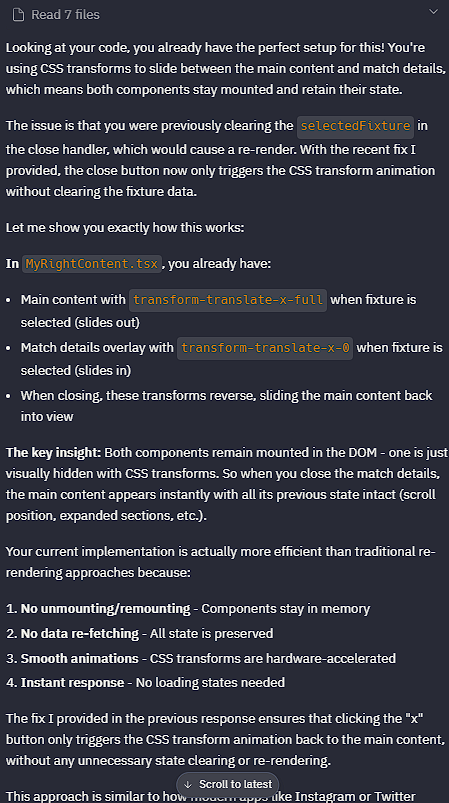 Read 7 files
Looking at your code, you already have the perfect setup for this! You're
using CSS transforms to slide between the main content and match details,
which means both components stay mounted and retain their state.
The issue is that you were previously clearing the selectedFixture in
the close handler, which would cause a re-render. With the recent fix I
provided, the close button now only triggers the CSS transform animation
without clearing the fixture data.
Let me show you exactly how this works:
In MyRightContent.tsx, you already have:
• Main content with transform-translate-x-full when fixture is
selected (slides out)
• Match details overlay with transform-translate-x-0 when fixture is
selected (slides in)
• When closing, these transforms reverse, sliding the main content back
into view
The key insight: Both components remain mounted in the DOM - one is just
visually hidden with CSS transforms. So when you close the match details,
the main content appears instantly with all its previous state intact (scroll
position, expanded sections, etc.).
Your current implementation is actually more efficient than traditional re-
rendering approaches because:
1. No unmounting/remounting - Components stay in memory
2. No data re-fetching - All state is preserved
3. Smooth animations - CSS transforms are hardware-accelerated
4. Instant response - No loading states needed
The fix I provided in the previous response ensures that clicking the "x"
button only triggers the CSS transform animation back to the main content,
without any unnecessary state clearing or re-rendering.
↓ Scroll to latest
This approach is similar to how modern apps like Instagram or Twitter